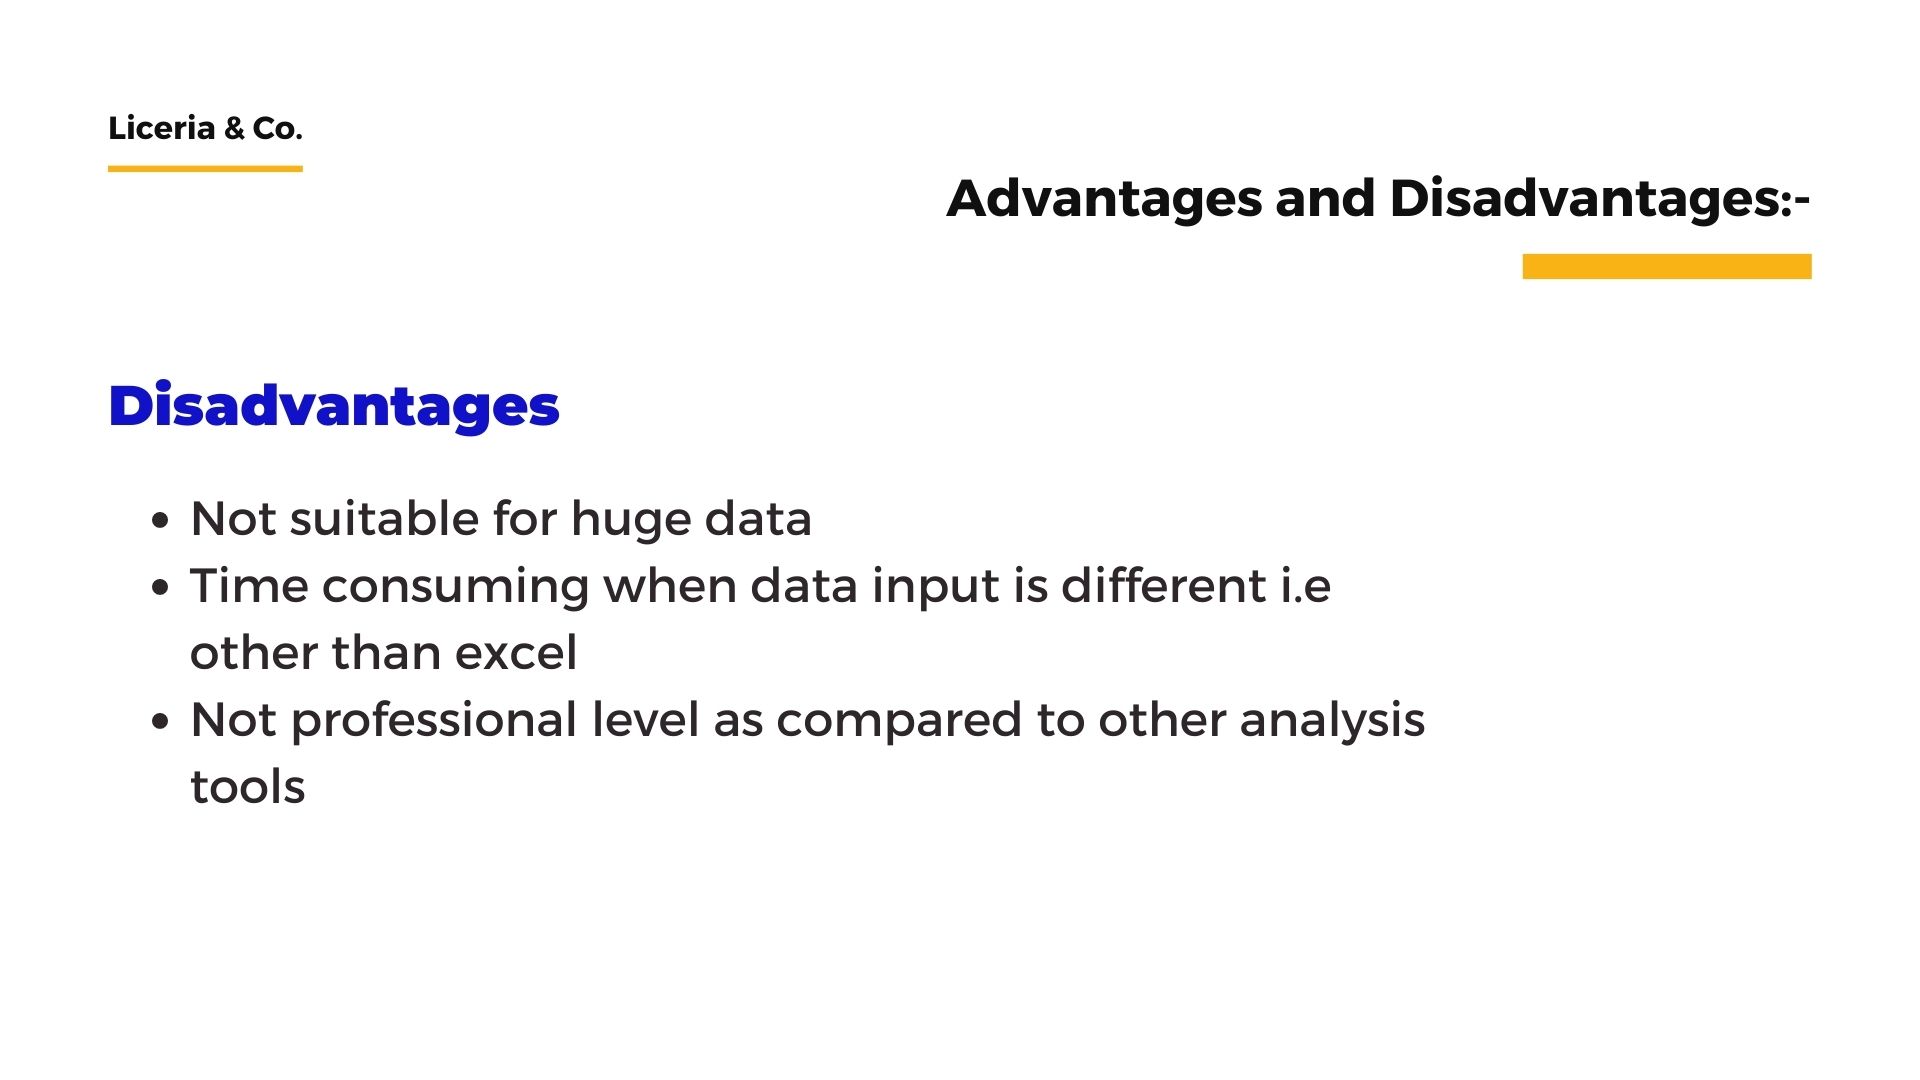 Liceria & Co.
Advantages and Disadvantages:-
Disadvantages
• Not suitable for huge data
• Time consuming when data input is different i.e
other than excel
• Not professional level as compared to other analysis
tools